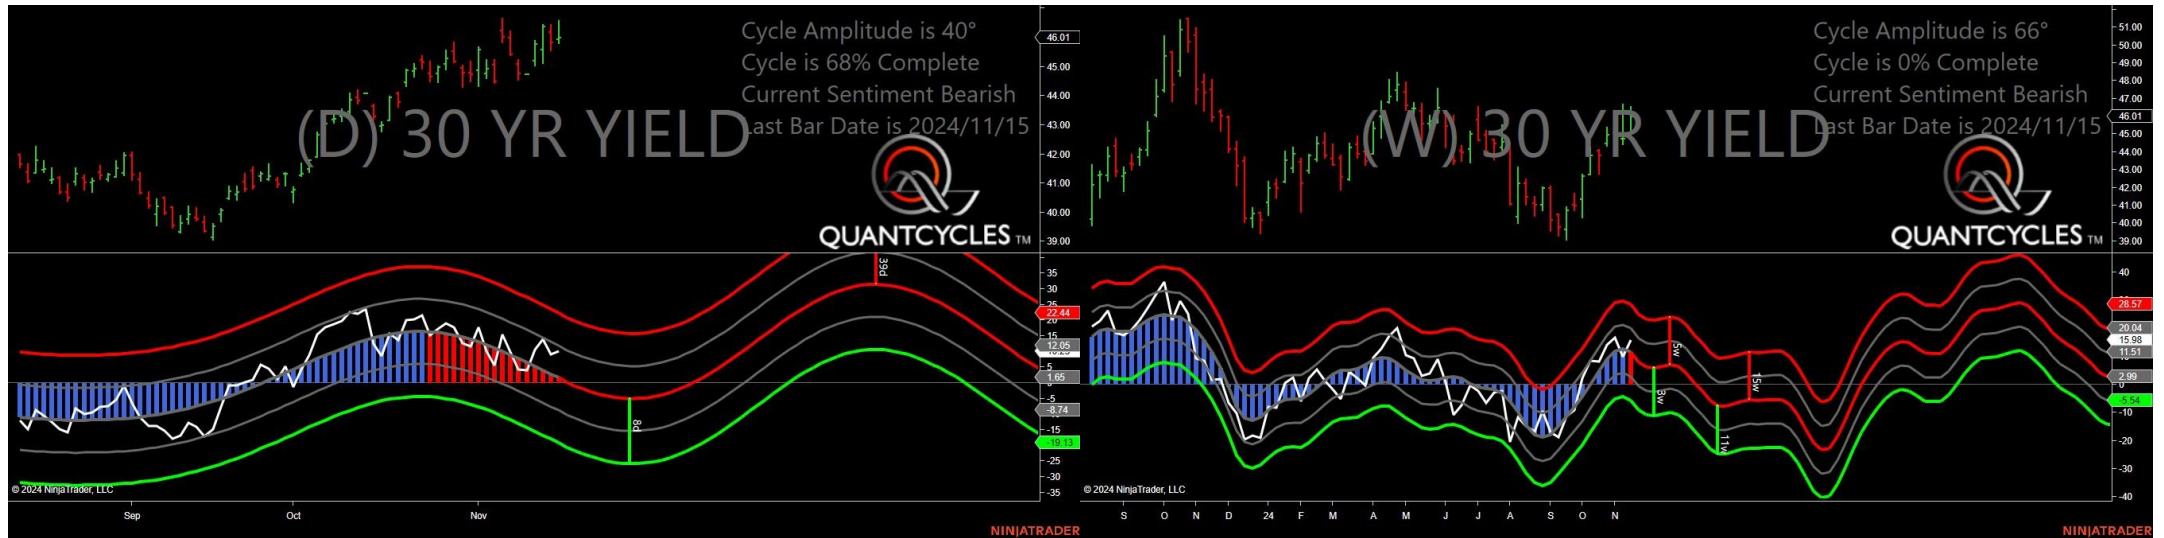 Cycle Amplitude is 40°
Cycle is 68% Complete
Current Sentiment Bearish
Last Bar Date is 2024/11/15
(D) 30 YR YIELD
QUANTCYCLES TM
46.01
45.00
44.00
43.00
42.00
41.00
40.00
39.00
39d
8d
35
30
25
22.44
20
15
12.05
5
1.65
-5
-8.74
-15
-19.13
-25
-30
-35
© 2024 NinjaTrader, LLC
Sep
Oct
Nov
NINJATRADER
Cycle Amplitude is 66°
Cycle is 0% Complete
Current Sentiment Bearish
Last Bar Date is 2024/11/15
(W) 30 YR YIELD
QUANTCYCLES TM
51.00
50.00
49.00
48.00
47.00
46.01
45.00
44.00
43.00
42.00
41.00
40.00
39.00
5w
15w
11w
40
28.57
20.04
15.98
11.51
2.99
0
-5.54
-10
-20
-30
-40
© 2024 NinjaTrader, LLC
S
O
N
D
24
F
M
A
M
J
J
A
S
O
N
NINJATRADER